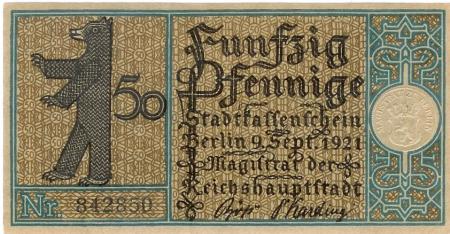 Funfzig
Pfennige
50
Stadtkassenschein
Berlin 9. Sept. 1921
Magistrat der
Reichshauptstadt
Nr. 842850